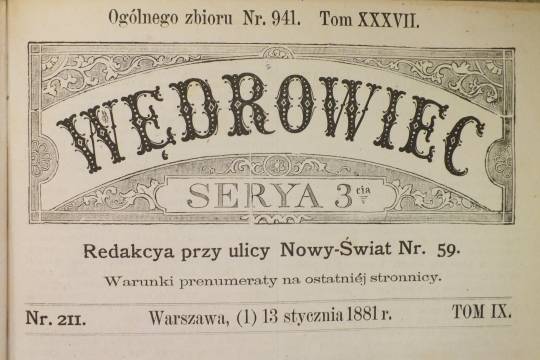 Ogólnego zbioru Nr. 941. Tom XXXVII.
WĘDROWIEC
SERYA 3cia
Redakcya przy ulicy Nowy-Świat Nr. 59.
Warunki prenumeraty na ostatniéj stronnicy.
Nr. 211. Warszawa, (1) 13 stycznia 1881 r. TOM IX.